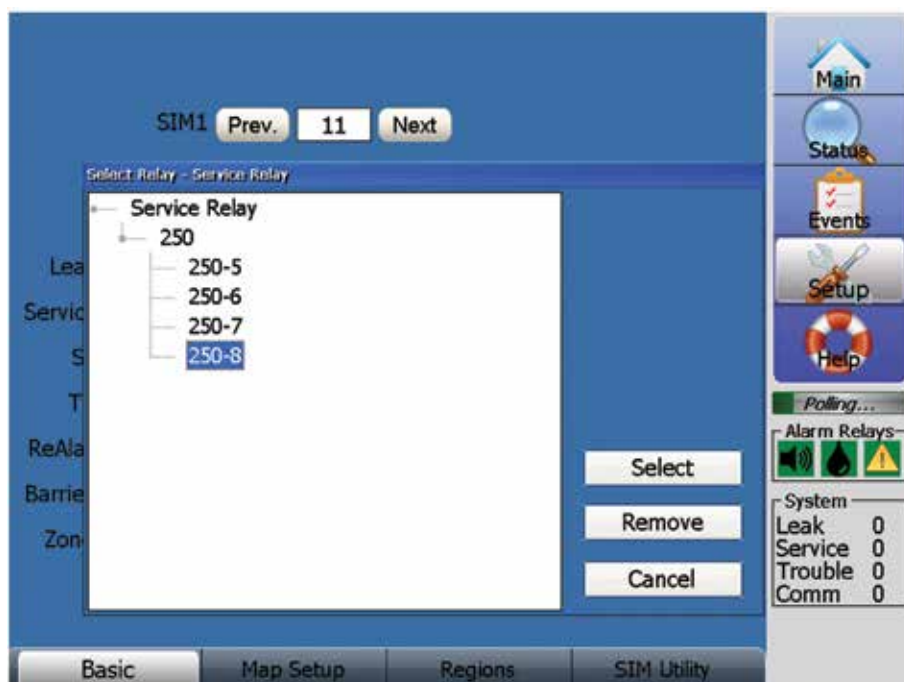 SIM1 Prev. 11 Next
Select Relay - Service Relay
Service Relay
250
250-5
250-6
250-7
250-8
Lea
Servic
S
T
ReAla
Barrie
Zon
Select
Remove
Cancel
Basic
Map Setup
Regions
SIM Utility
Main
Status
Events
Setup
Help
Polling...
Alarm Relays
System
Leak 0
Service 0
Trouble 0
Comm 0